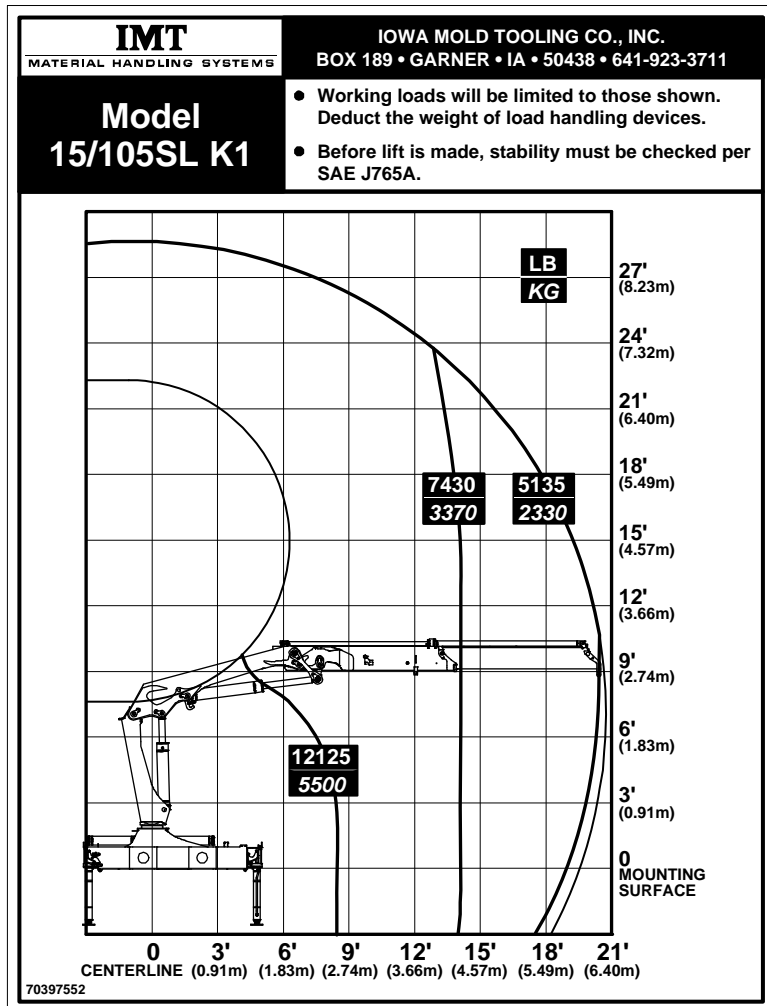 IMT
MATERIAL HANDLING SYSTEMS
IOWA MOLD TOOLING CO., INC.
BOX 189 • GARNER • IA • 50438 • 641-923-3711
Model
15/105SL K1
● Working loads will be limited to those shown.
Deduct the weight of load handling devices.
● Before lift is made, stability must be checked per
SAE J765A.
LB
KG
27'
(8.23m)
24'
(7.32m)
21'
(6.40m)
18'
(5.49m)
15'
(4.57m)
12'
(3.66m)
9'
(2.74m)
6'
(1.83m)
3'
(0.91m)
0
MOUNTING
SURFACE
7430
3370
5135
2330
12125
5500
0 3' 6' 9' 12' 15' 18' 21'
CENTERLINE (0.91m) (1.83m) (2.74m) (3.66m) (4.57m) (5.49m) (6.40m)
70397552